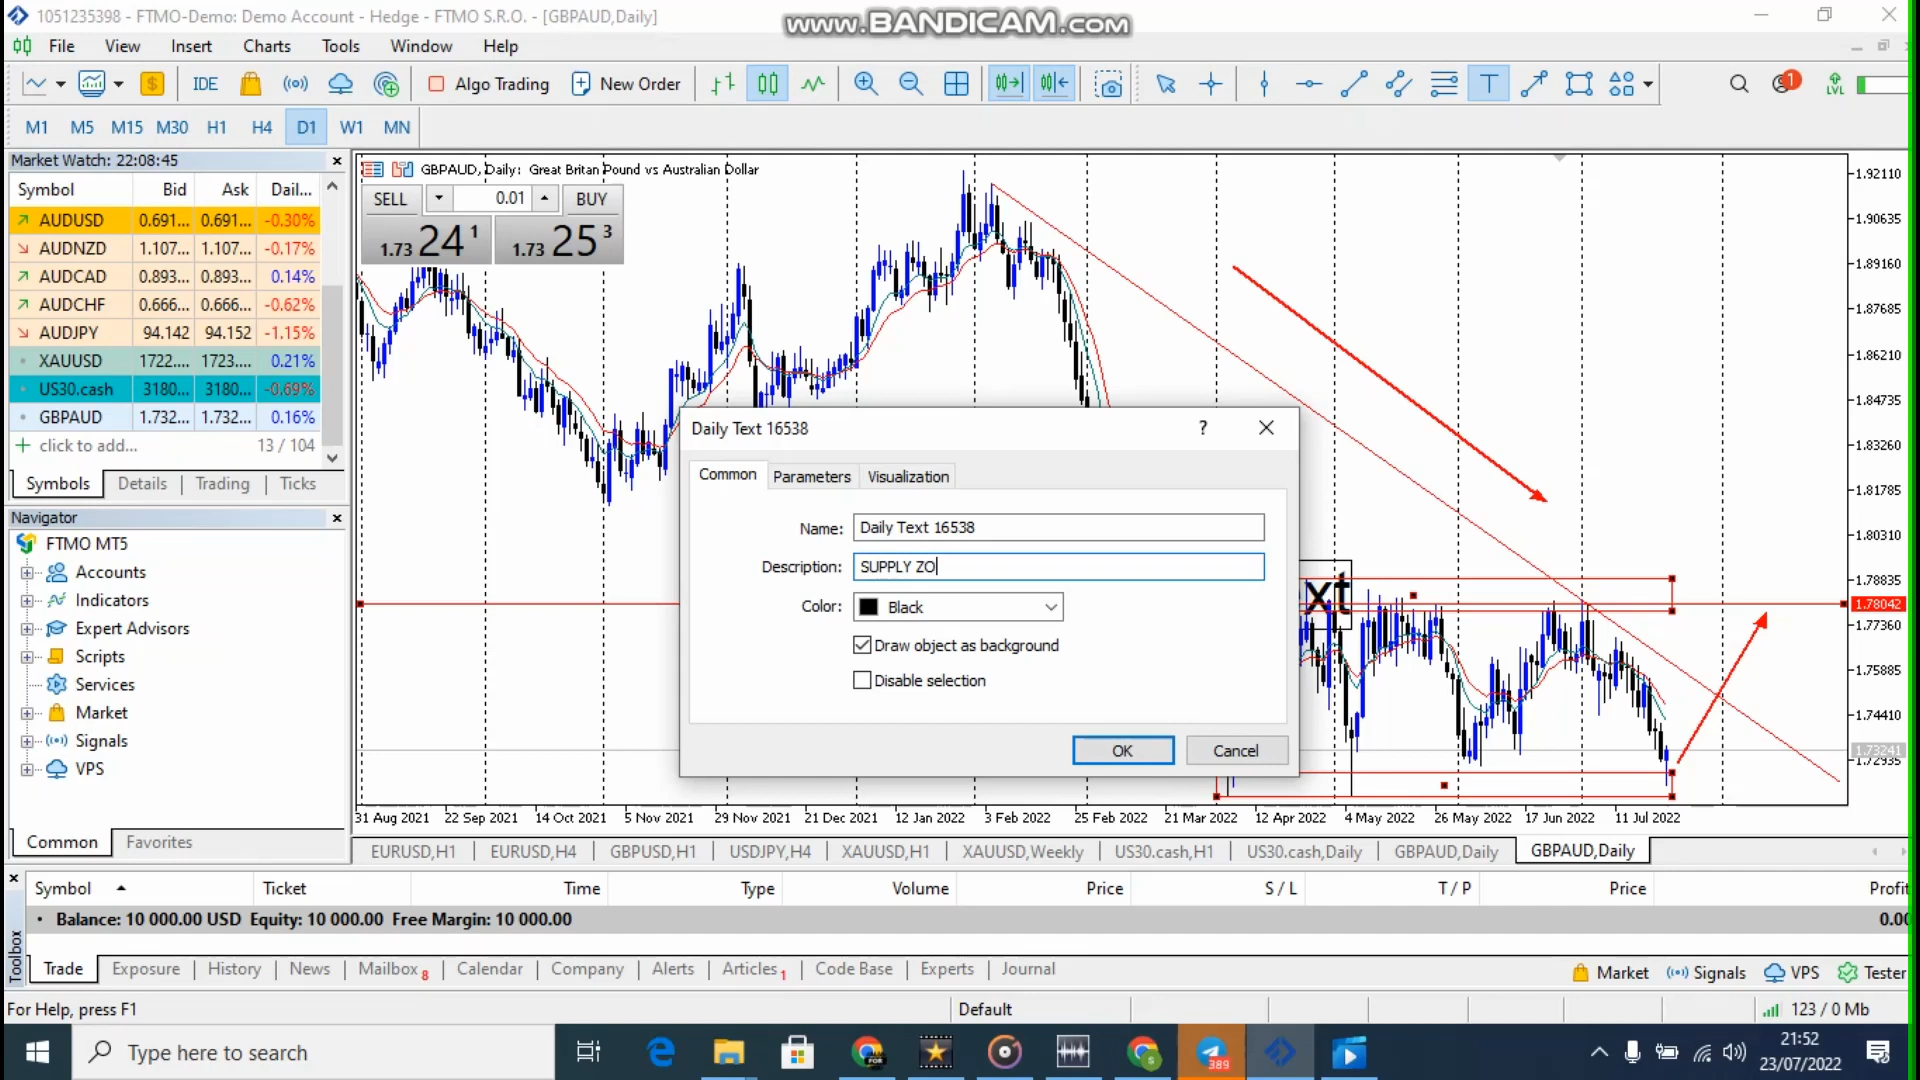 1051235398 - FTMO-Demo: Demo Account - Hedge - FTMO S.R.O. - [GBPAUD,Daily]
www.BANDICAM.com
File View Insert Charts Tools Window Help
IDE Algo Trading New Order 1 LVL
M1 M5 M15 M30 H1 H4 D1 W1 MN
Market Watch: 22:08:45
Symbol Bid Ask Dail...
AUDUSD 0.691... 0.691... -0.30%
AUDNZD 1.107... 1.107... -0.17%
AUDCAD 0.893... 0.893... 0.14%
AUDCHF 0.666... 0.666... -0.62%
AUDJPY 94.142 94.152 -1.15%
XAUUSD 1722.... 1723.... 0.21%
US30.cash 3180... 3180... -0.69%
GBPAUD 1.732... 1.732... 0.16%
click to add... 13 / 104
Symbols Details Trading Ticks
Navigator
FTMO MT5
Accounts
Indicators
Expert Advisors
Scripts
Services
Market
Signals
VPS
Common Favorites
GBPAUD, Daily: Great Britan Pound vs Australian Dollar
SELL 0.01 BUY
1.73 24 1 1.73 25 3
1.92110
1.90635
1.89160
1.87685
1.86210
1.84735
1.83260
1.81785
1.80310
1.78835
1.78042
1.77360
1.75885
1.74410
1.73241
1.72935
xt
Daily Text 16538 ?
Common Parameters Visualization
Name: Daily Text 16538
Description: SUPPLY ZO
Color: Black
Draw object as background
Disable selection
OK Cancel
31 Aug 2021 22 Sep 2021 14 Oct 2021 5 Nov 2021 29 Nov 2021 21 Dec 2021 12 Jan 2022 3 Feb 2022 25 Feb 2022 21 Mar 2022 12 Apr 2022 4 May 2022 26 May 2022 17 Jun 2022 11 Jul 2022
EURUSD,H1 EURUSD,H4 GBPUSD,H1 USDJPY,H4 XAUUSD,H1 XAUUSD,Weekly US30.cash,H1 US30.cash,Daily GBPAUD,Daily GBPAUD,Daily
Symbol Ticket Time Type Volume Price S / L T / P Price Profit
Balance: 10 000.00 USD Equity: 10 000.00 Free Margin: 10 000.00 0.00
Toolbox
Trade Exposure History News Mailbox 8 Calendar Company Alerts Articles 1 Code Base Experts Journal Market Signals VPS Tester
For Help, press F1 Default 123 / 0 Mb
Type here to search
FOR
S
389
21:52
23/07/2022